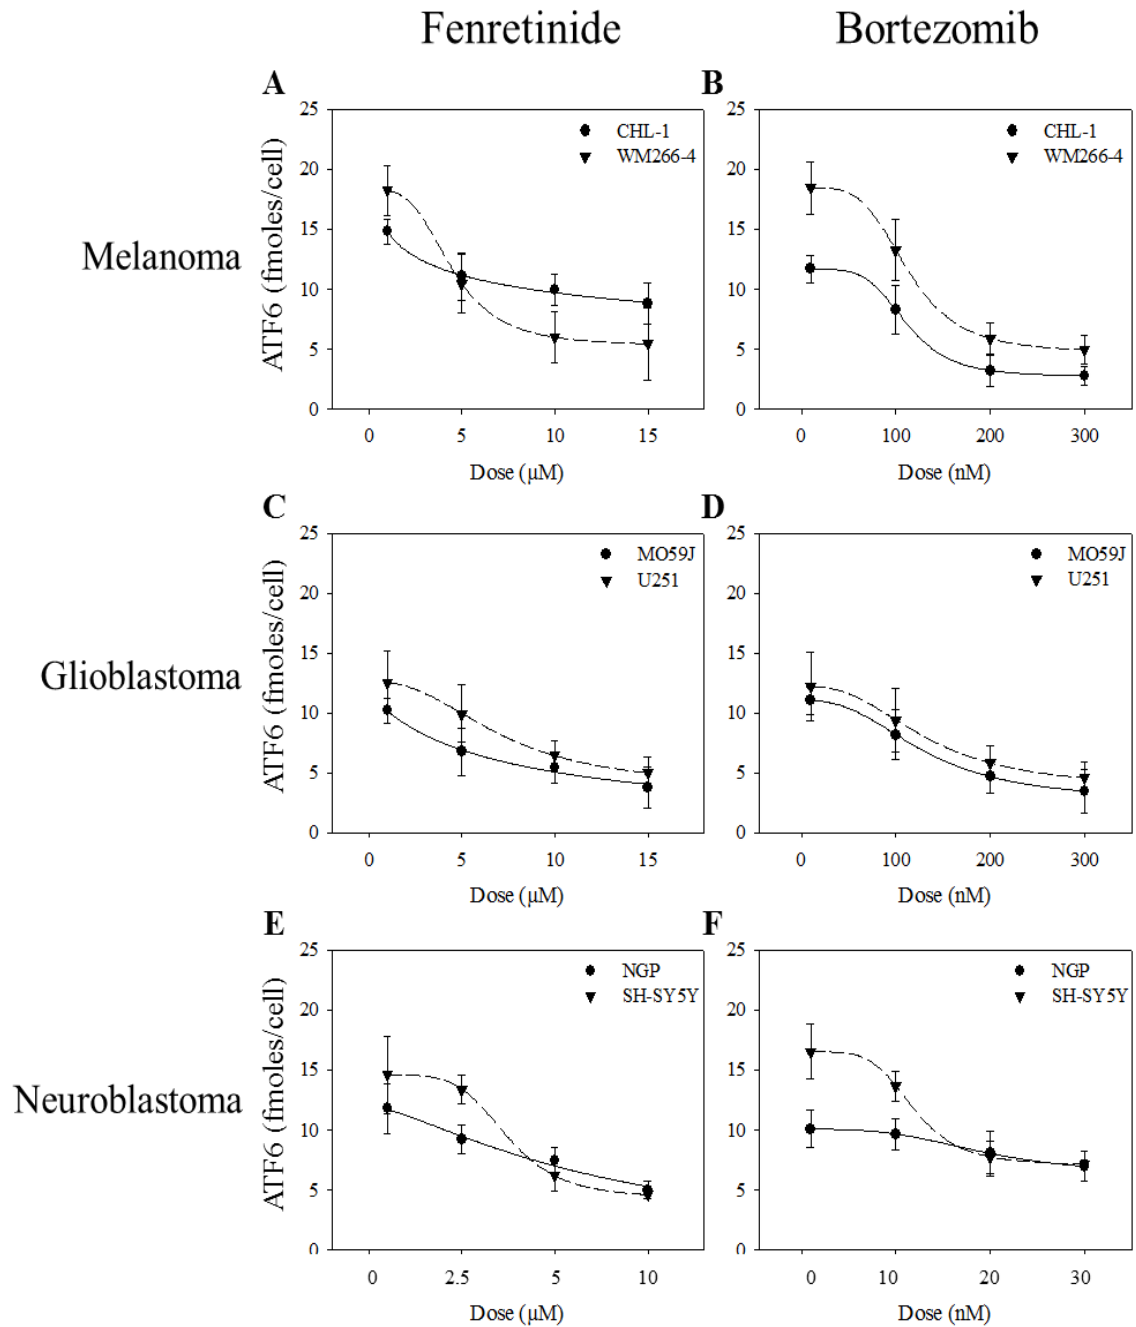 Fenretinide Bortezomib
A B
Melanoma
ATF6 (fmoles/cell)
25
20
15
10
5
0
CHL-1
WM266-4
0 5 10 15
Dose (μM)
25
20
15
10
5
0
CHL-1
WM266-4
0 100 200 300
Dose (nM)
C D
Glioblastoma
ATF6 (fmoles/cell)
25
20
15
10
5
0
MO59J
U251
0 5 10 15
Dose (μM)
25
20
15
10
5
0
MO59J
U251
0 100 200 300
Dose (nM)
E F
Neuroblastoma
ATF6 (fmoles/cell)
25
20
15
10
5
0
NGP
SH-SY5Y
0 2.5 5 10
Dose (μM)
25
20
15
10
5
0
NGP
SH-SY5Y
0 10 20 30
Dose (nM)